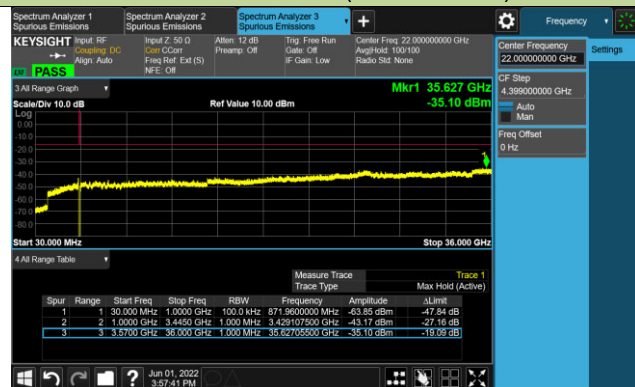 Spectrum Analyzer 1
Spurious Emissions
Spectrum Analyzer 2
Spurious Emissions
Spectrum Analyzer 3
Spurious Emissions
Frequency
KEYSIGHT
Input: RF
Coupling: DC
Align: Auto
Input Z: 50 Ω
Corr CCorr
Freq Ref: Ext (S)
NFE: Off
Atten: 12 dB
Preamp: Off
Trig: Free Run
Gate: Off
IF Gain: Low
Center Freq: 22.000000000 GHz
Avg|Hold: 100/100
Radio Std: None
PASS
Center Frequency
22.000000000 GHz
Settings
CF Step
4.399000000 GHz
Auto
Man
Freq Offset
0 Hz
3 All Range Graph
Mkr1 35.627 GHz
Scale/Div 10.0 dB
Ref Value 10.00 dBm
-35.10 dBm
Log
0.00
-10.0
-20.0
-30.0
-40.0
-50.0
-60.0
-70.0
-80.0
1
Start 30.000 MHz
Stop 36.000 GHz
4 All Range Table
Measure Trace Trace 1
Trace Type Max Hold (Active)
Spur Range Start Freq Stop Freq RBW Frequency Amplitude ΔLimit
1 1 30.000 MHz 1.0000 GHz 100.0 kHz 871.9600000 MHz -63.85 dBm -47.84 dB
2 2 1.0000 GHz 3.4450 GHz 1.000 MHz 3.429107500 GHz -43.17 dBm -27.16 dB
3 3 3.5700 GHz 36.000 GHz 1.000 MHz 35.62705500 GHz -35.10 dBm -19.09 dB
?
Jun 01, 2022
3:57:41 PM